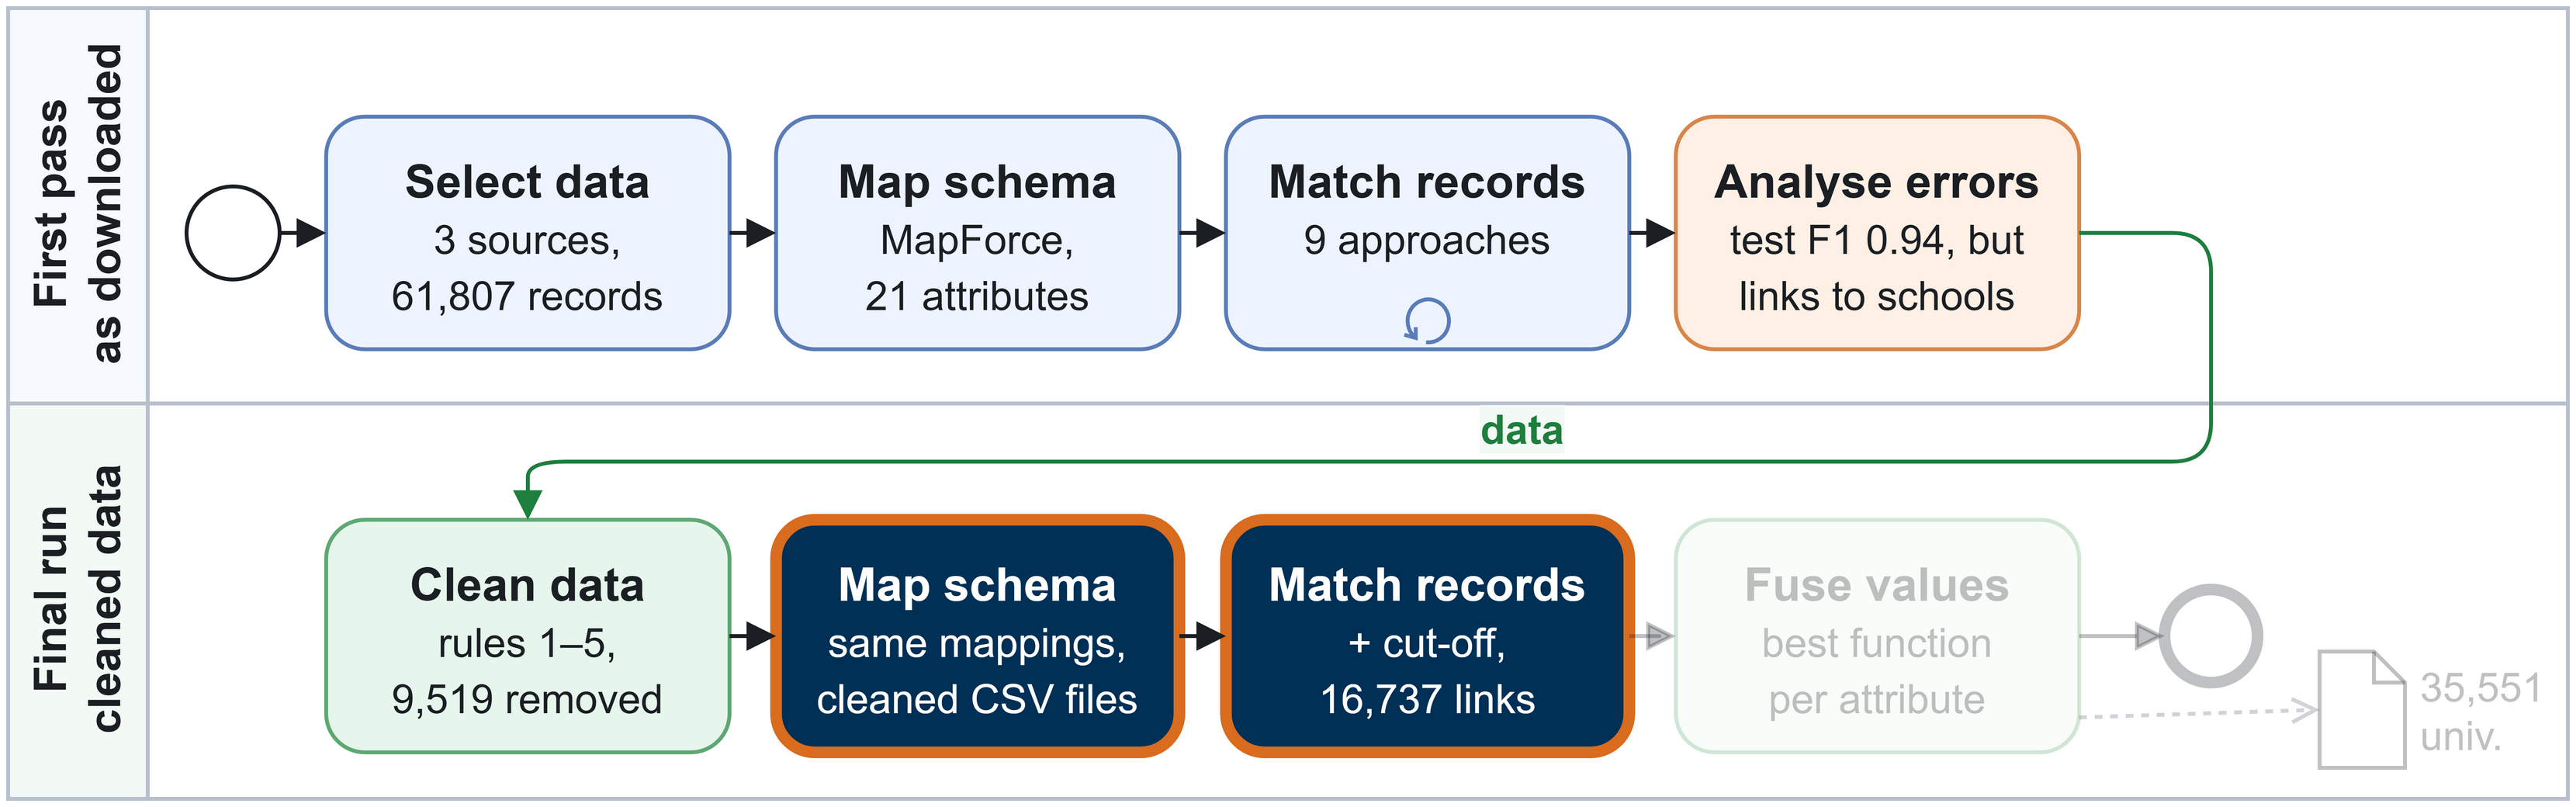 First pass
as downloaded
Select data
3 sources,
61,807 records
Map schema
MapForce,
21 attributes
Match records
9 approaches
Analyse errors
test F1 0.94, but
links to schools
data
Final run
cleaned data
Clean data
rules 1–5,
9,519 removed
Map schema
same mappings,
cleaned CSV files
Match records
+ cut-off,
16,737 links
Fuse values
best function
per attribute
35,551
univ.